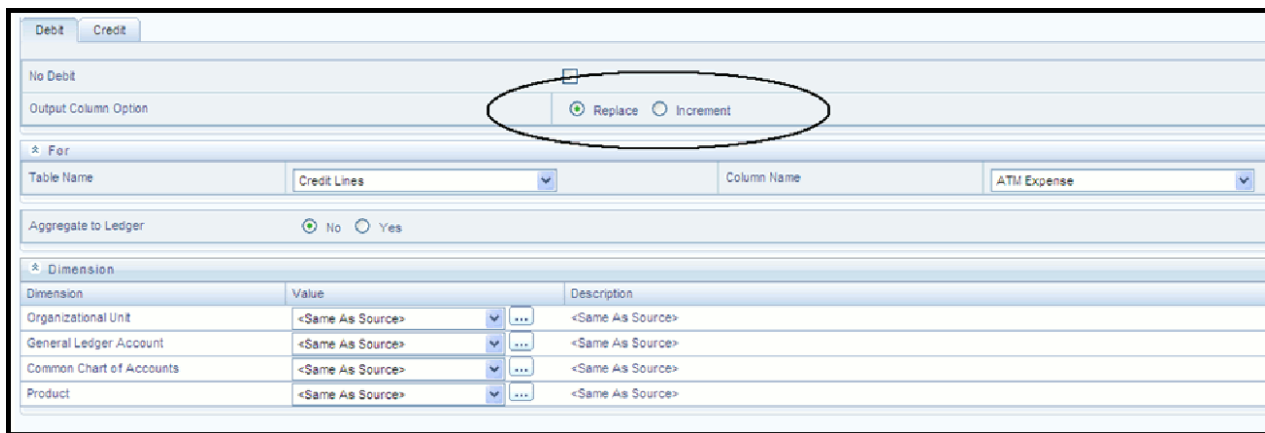 Debit Credit
No Debit
Output Column Option Replace Increment
For
Table Name Credit Lines Column Name ATM Expense
Aggregate to Ledger No Yes
Dimension
Dimension Value Description
Organizational Unit <Same As Source> ... <Same As Source>
General Ledger Account <Same As Source> ... <Same As Source>
Common Chart of Accounts <Same As Source> ... <Same As Source>
Product <Same As Source> ... <Same As Source>